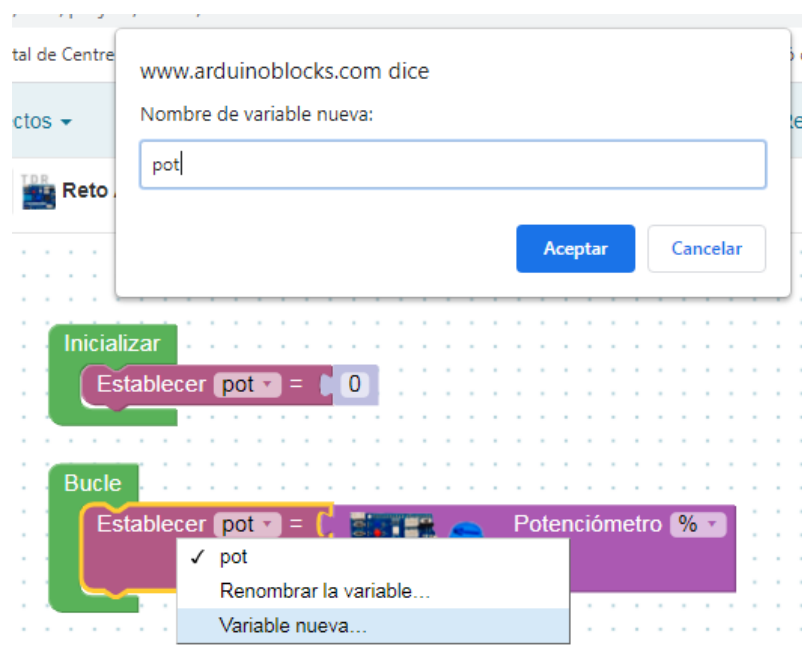 tal de Centre
www.arduinoblocks.com dice
Nombre de variable nueva:
ctos
pot
TDR
Reto
Aceptar
Cancelar
Inicializar
Establecer pot = 0
Bucle
Establecer pot =
Potenciómetro %
✓ pot
Renombrar la variable...
Variable nueva...